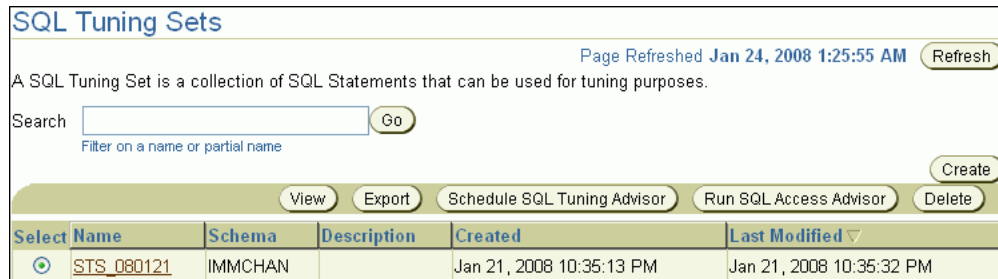 SQL Tuning Sets
Page Refreshed Jan 24, 2008 1:25:55 AM Refresh
A SQL Tuning Set is a collection of SQL Statements that can be used for tuning purposes.
Search Go
Filter on a name or partial name
Create
View Export Schedule SQL Tuning Advisor Run SQL Access Advisor Delete
Select Name Schema Description Created Last Modified
STS_080121 IMMCHAN Jan 21, 2008 10:35:13 PM Jan 21, 2008 10:35:32 PM